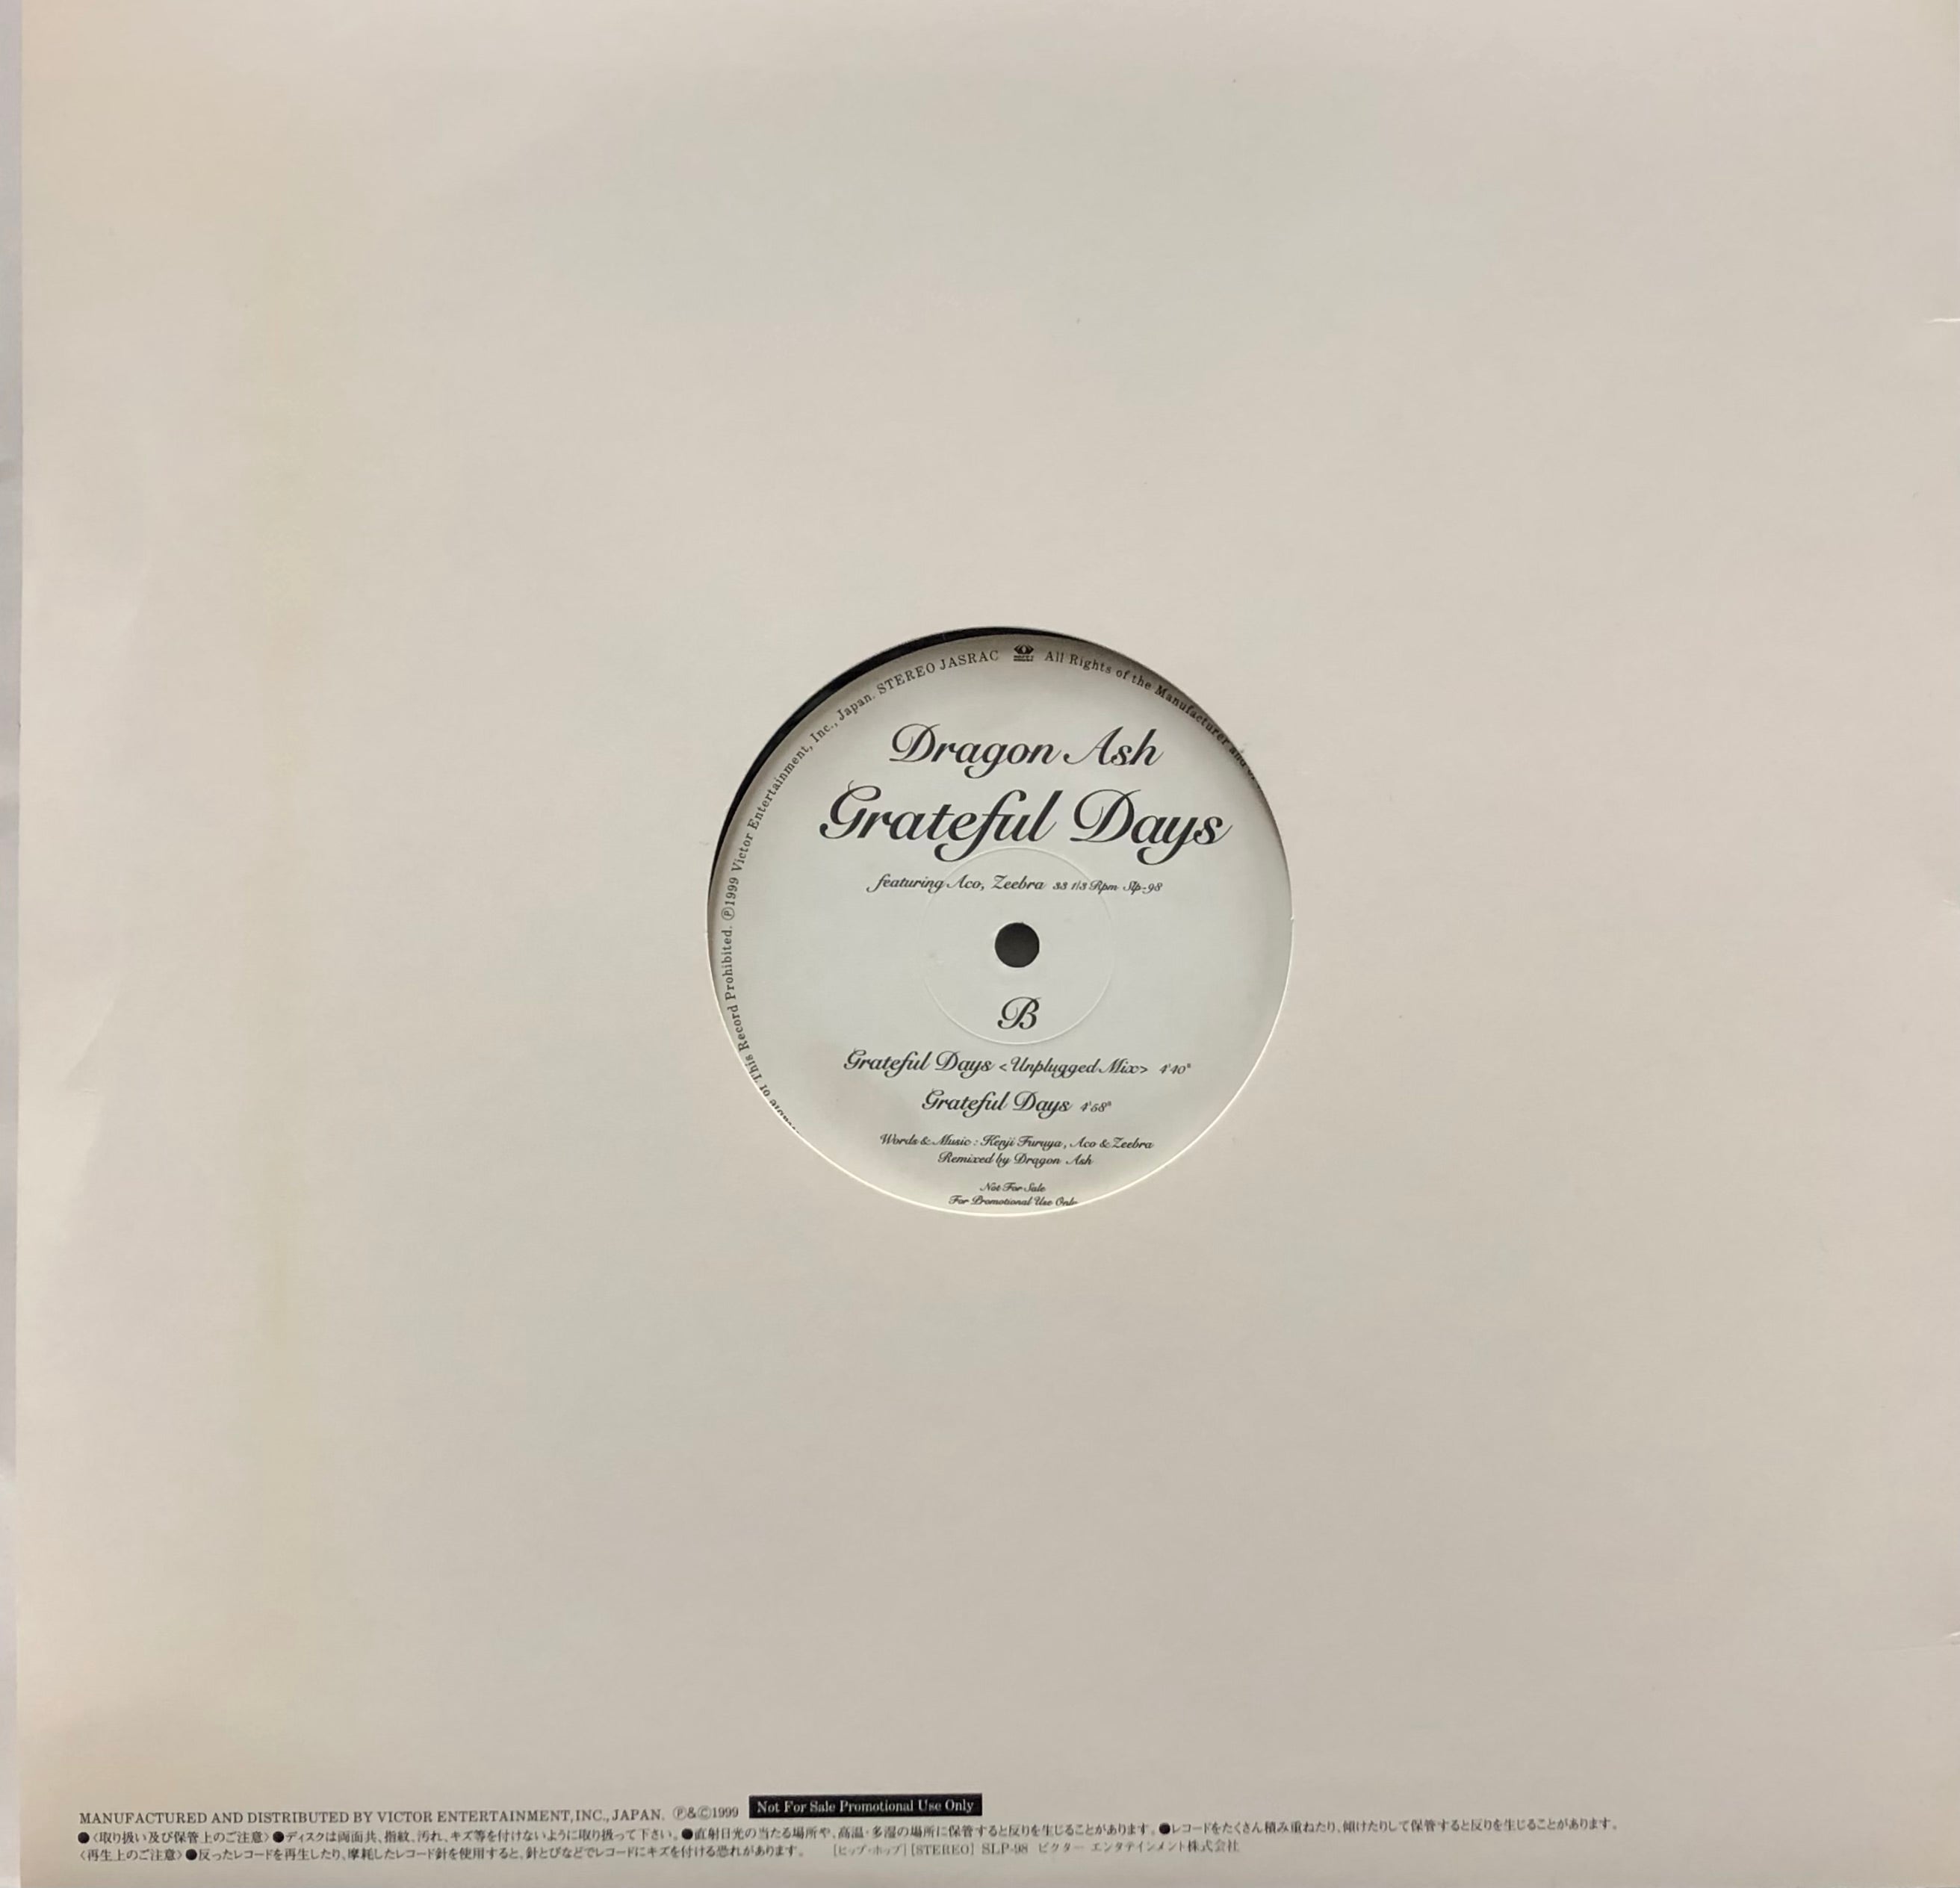 of This Record Prohibited. Ⓟ1999 Victor Entertainment, Inc., Japan. STEREO JASRAC
All Rights of the Manufacturer and
Dragon Ash
Grateful Days
featuring Aco, Zeebra 33 1/3 Rpm Slp-98
B
Grateful Days <Unplugged Mix> 4'40"
Grateful Days 4'58"
Words & Music : Kenji Furuya, Aco & Zeebra
Remixed by Dragon Ash
Not For Sale
For Promotional Use Only
MANUFACTURED AND DISTRIBUTED BY VICTOR ENTERTAINMENT, INC., JAPAN. Ⓟ&Ⓒ1999 Not For Sale Promotional Use Only
●〈取り扱い及び保管上のご注意〉●ディスクは両面共、指紋、汚れ、キズ等を付けないように取り扱って下さい。●直射日光の当たる場所や、高温・多湿の場所に保管すると反りを生じることがあります。●レコードをたくさん積み重ねたり、傾けたりして保管すると反りを生じることがあります。
〈再生上のご注意〉●反ったレコードを再生したり、摩耗したレコード針を使用すると、針とびなどでレコードにキズを付ける恐れがあります。 [ヒップ・ホップ] [STEREO] SLP-98 ビクター エンタテインメント株式会社